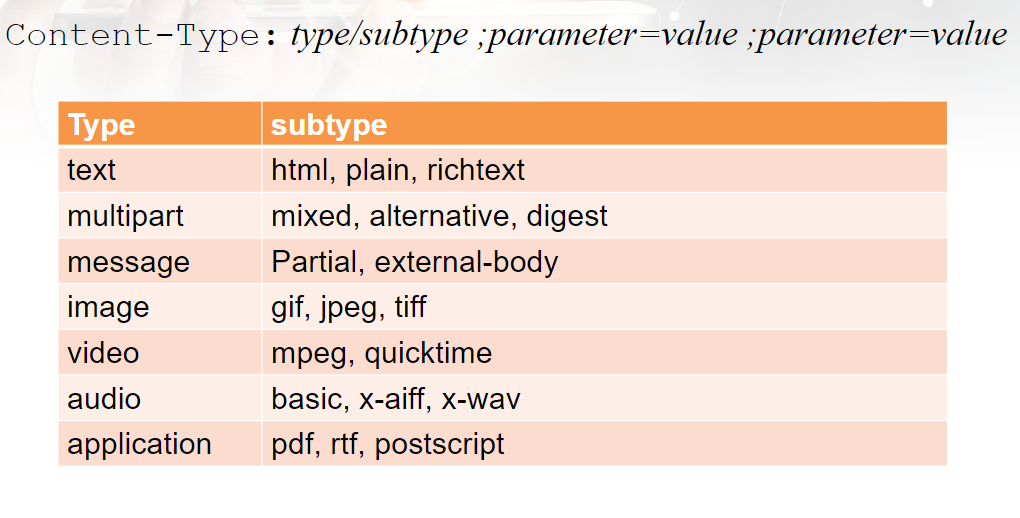 Content-Type: type/subtype ;parameter=value ;parameter=value
Type subtype
text html, plain, richtext
multipart mixed, alternative, digest
message Partial, external-body
image gif, jpeg, tiff
video mpeg, quicktime
audio basic, x-aiff, x-wav
application pdf, rtf, postscript